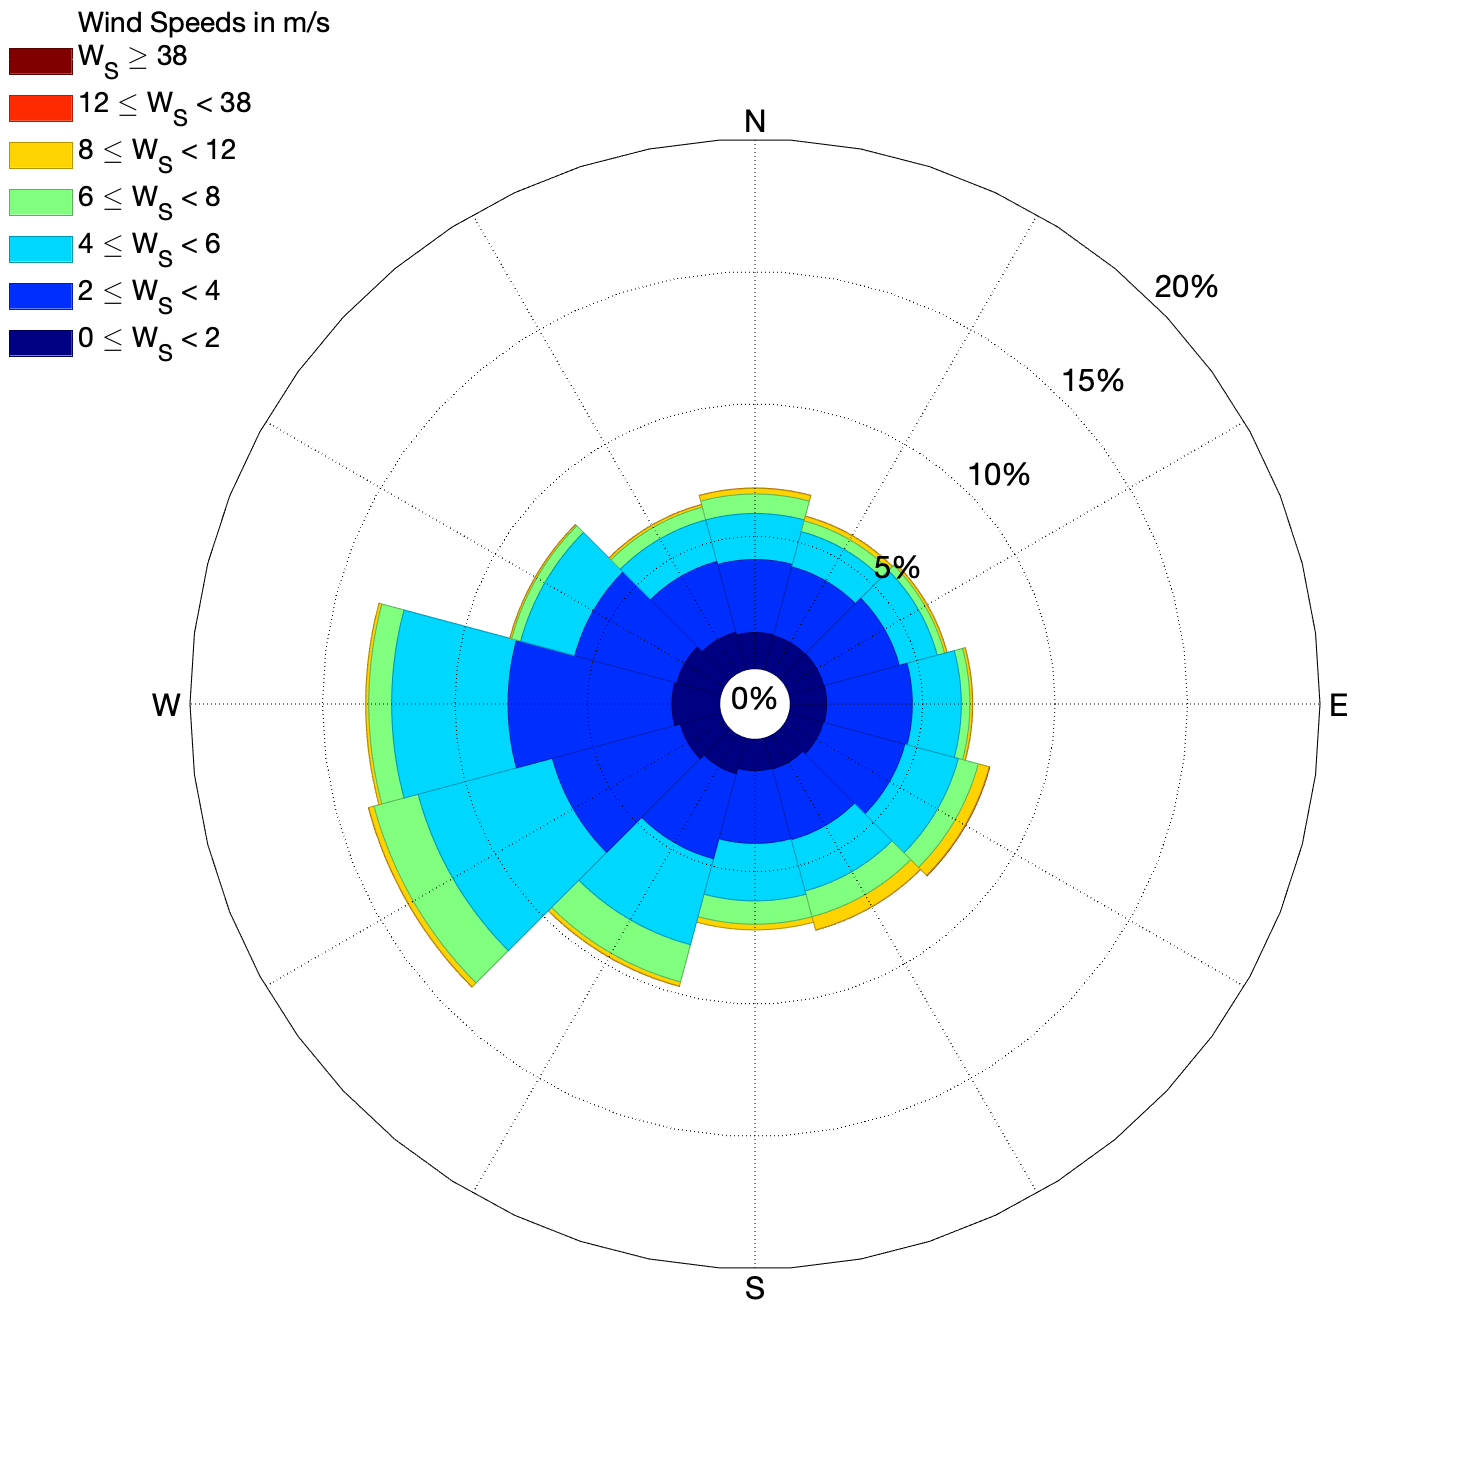 Wind Speeds in m/s
W_S ≥ 38
12 ≤ W_S < 38
8 ≤ W_S < 12
6 ≤ W_S < 8
4 ≤ W_S < 6
2 ≤ W_S < 4
0 ≤ W_S < 2
N
20%
15%
10%
5%
W
0%
E
S